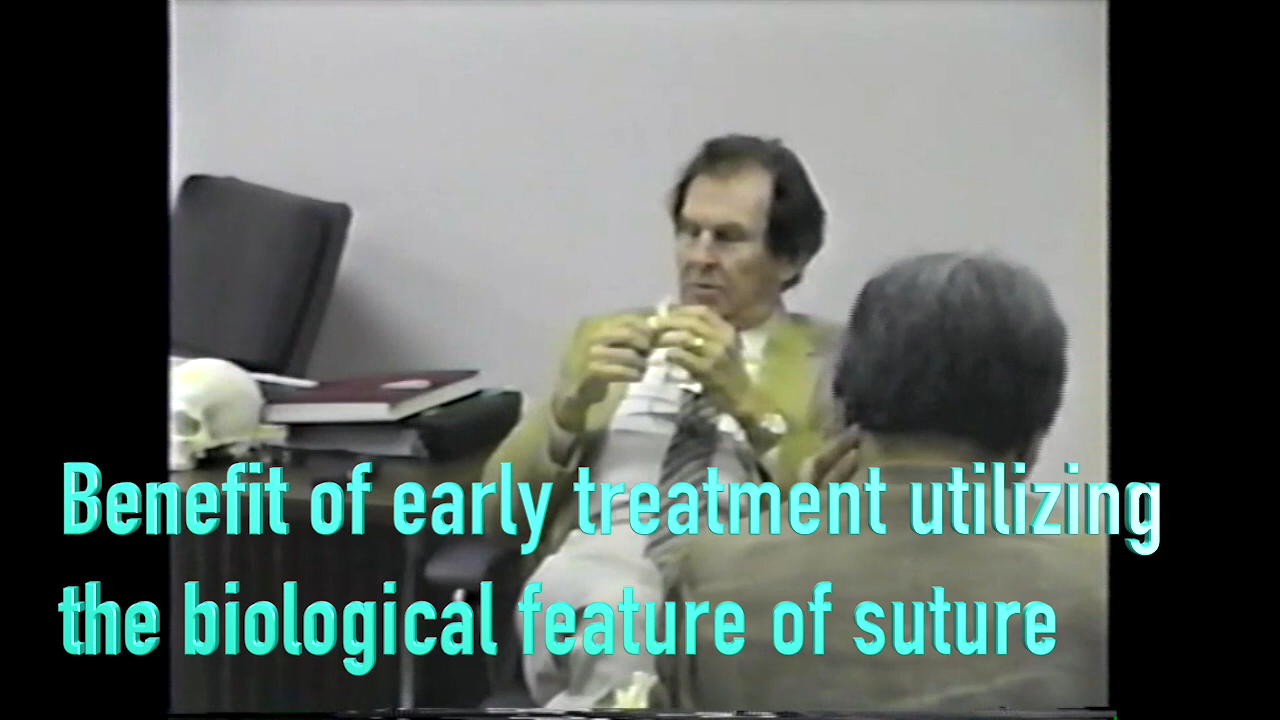 Benefit of early treatment utilizing
the biological feature of suture